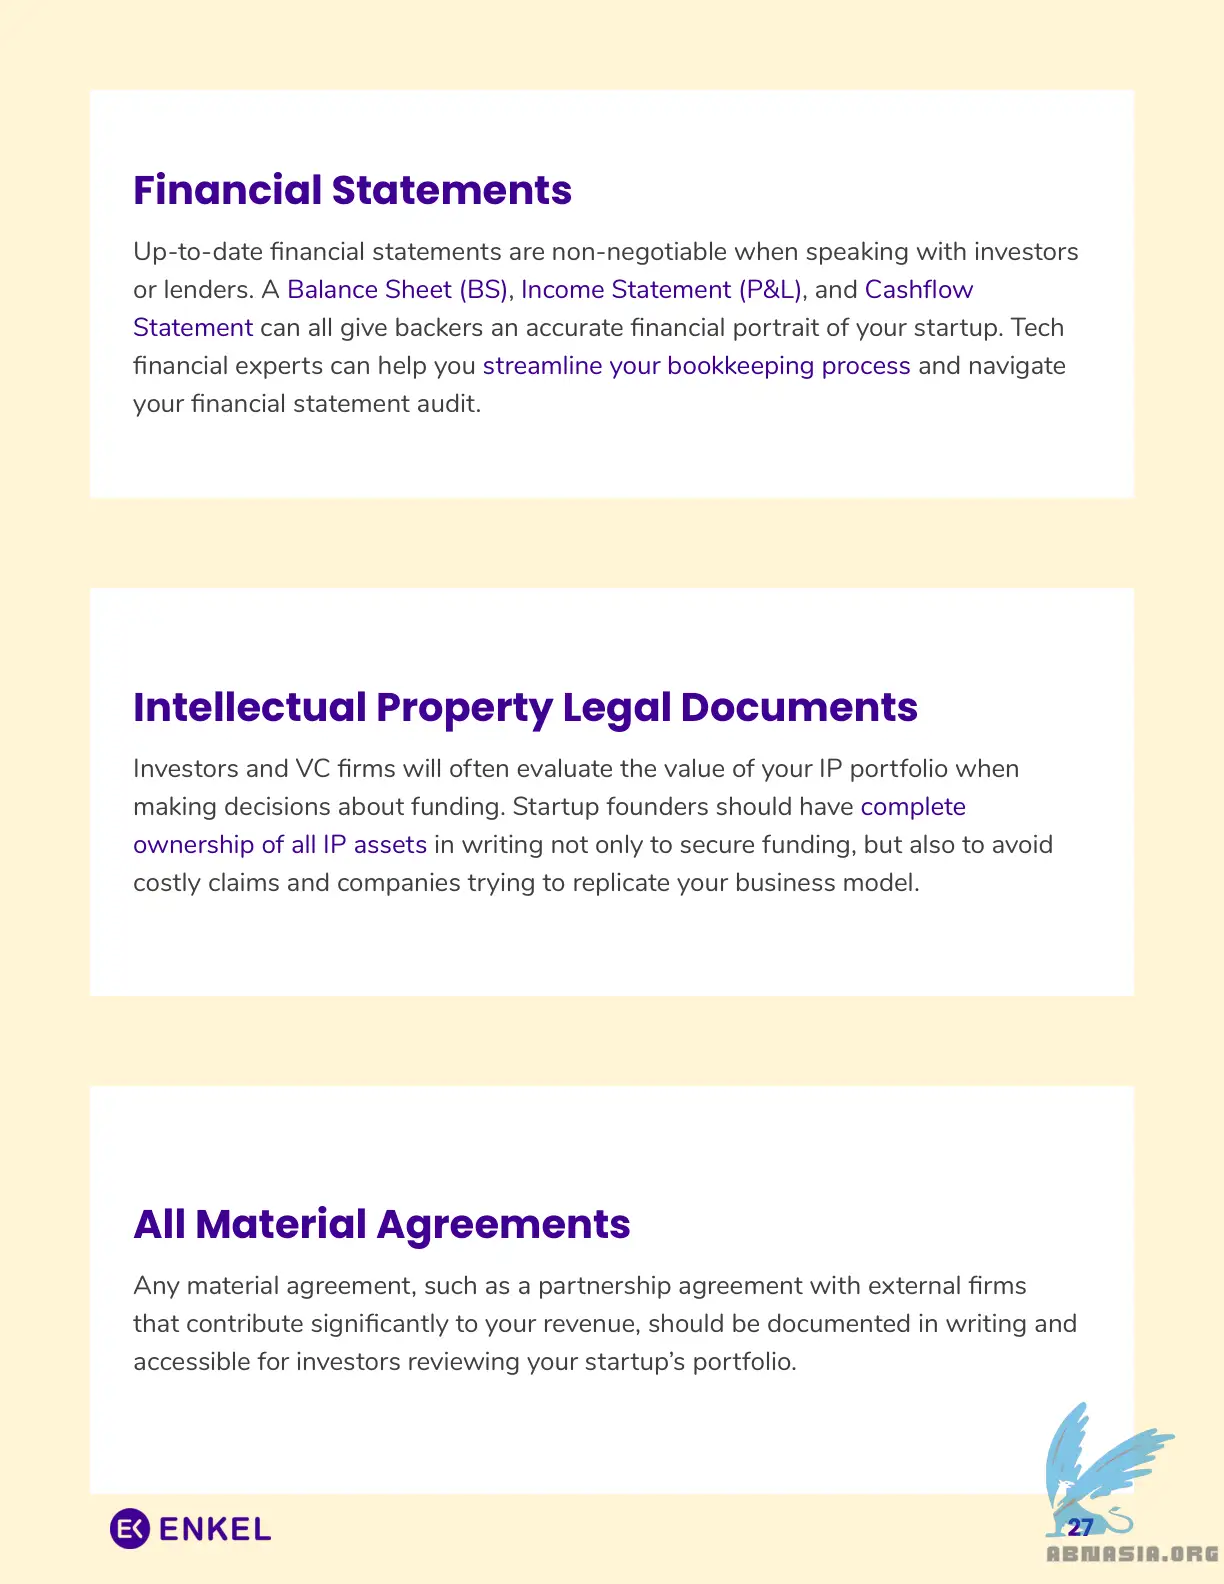 Financial Statements
Up-to-date financial statements are non-negotiable when speaking with investors
or lenders. A Balance Sheet (BS), Income Statement (P&L), and Cashflow
Statement can all give backers an accurate financial portrait of your startup. Tech
financial experts can help you streamline your bookkeeping process and navigate
your financial statement audit.
Intellectual Property Legal Documents
Investors and VC firms will often evaluate the value of your IP portfolio when
making decisions about funding. Startup founders should have complete
ownership of all IP assets in writing not only to secure funding, but also to avoid
costly claims and companies trying to replicate your business model.
All Material Agreements
Any material agreement, such as a partnership agreement with external firms
that contribute significantly to your revenue, should be documented in writing and
accessible for investors reviewing your startup’s portfolio.
EK ENKEL
27
ABNASIA.ORG